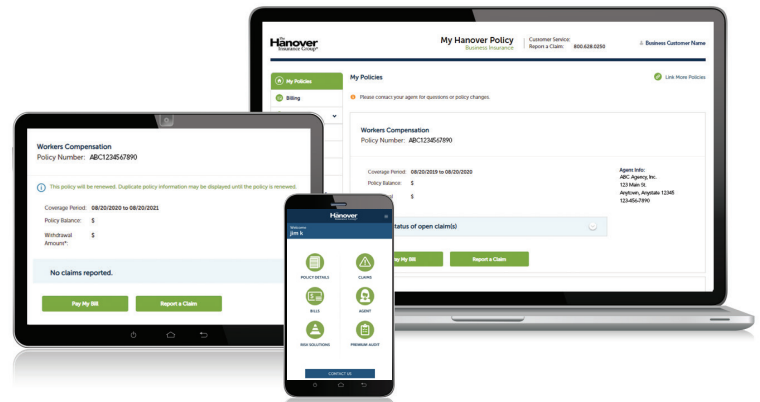 The
Hanover
Insurance Group®
My Hanover Policy
Business Insurance
Customer Service:
Report a Claim: 800.628.0250
Business Customer Name
My Policies
Billing
My Policies
Link More Policies
Please contact your agent for questions or policy changes.
Workers Compensation
Policy Number: ABC1234567890
Coverage Period: 08/20/2019 to 08/20/2020
Policy Balance: $
$
Agent Info:
ABC Agency, Inc.
123 Main St.
Anytown, Anystate 12345
123-456-7890
tatus of open claim(s)
ay My Bill
Report a Claim
Workers Compensation
Policy Number: ABC1234567890
This policy will be renewed. Duplicate policy information may be displayed until the policy is renewed.
Coverage Period: 08/20/2020 to 08/20/2021
Policy Balance: $
Withdrawal $
Amount*:
No claims reported.
Pay My Bill
Report a Claim
Hanover
Insurance Group
Welcome
jim k
POLICY DETAILS
CLAIMS
BILLS
AGENT
RISK SOLUTIONS
PREMIUM AUDIT
CONTACT US